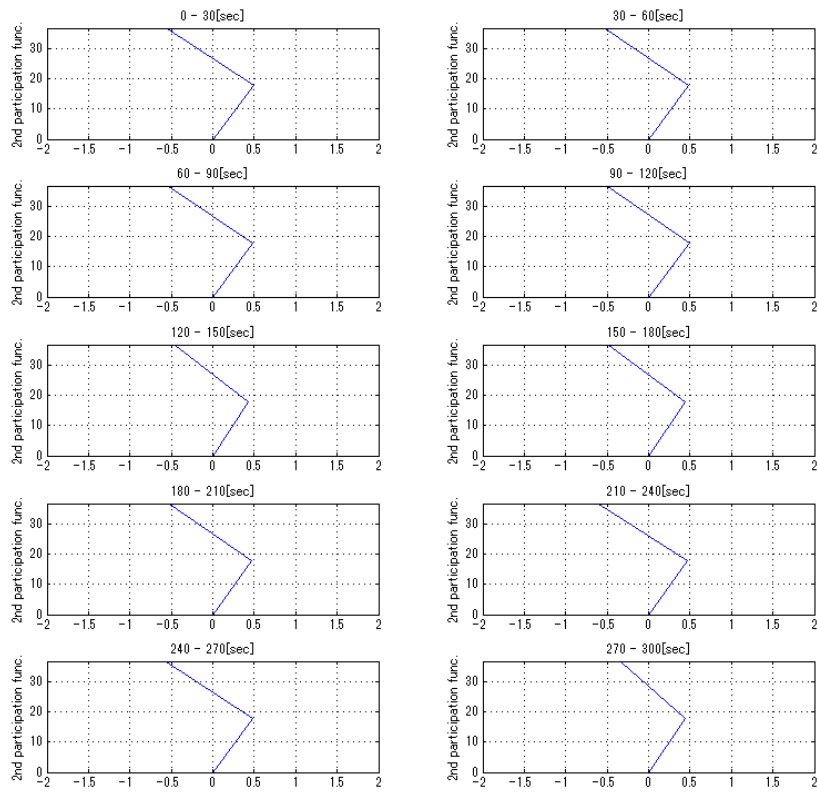 0 - 30[sec]
2nd participation func.
30
20
10
0
-2 -1.5 -1 -0.5 0 0.5 1 1.5 2
30 - 60[sec]
2nd participation func.
30
20
10
0
-2 -1.5 -1 -0.5 0 0.5 1 1.5 2
60 - 90[sec]
2nd participation func.
30
20
10
0
-2 -1.5 -1 -0.5 0 0.5 1 1.5 2
90 - 120[sec]
2nd participation func.
30
20
10
0
-2 -1.5 -1 -0.5 0 0.5 1 1.5 2
120 - 150[sec]
2nd participation func.
30
20
10
0
-2 -1.5 -1 -0.5 0 0.5 1 1.5 2
150 - 180[sec]
2nd participation func.
30
20
10
0
-2 -1.5 -1 -0.5 0 0.5 1 1.5 2
180 - 210[sec]
2nd participation func.
30
20
10
0
-2 -1.5 -1 -0.5 0 0.5 1 1.5 2
210 - 240[sec]
2nd participation func.
30
20
10
0
-2 -1.5 -1 -0.5 0 0.5 1 1.5 2
240 - 270[sec]
2nd participation func.
30
20
10
0
-2 -1.5 -1 -0.5 0 0.5 1 1.5 2
270 - 300[sec]
2nd participation func.
30
20
10
0
-2 -1.5 -1 -0.5 0 0.5 1 1.5 2